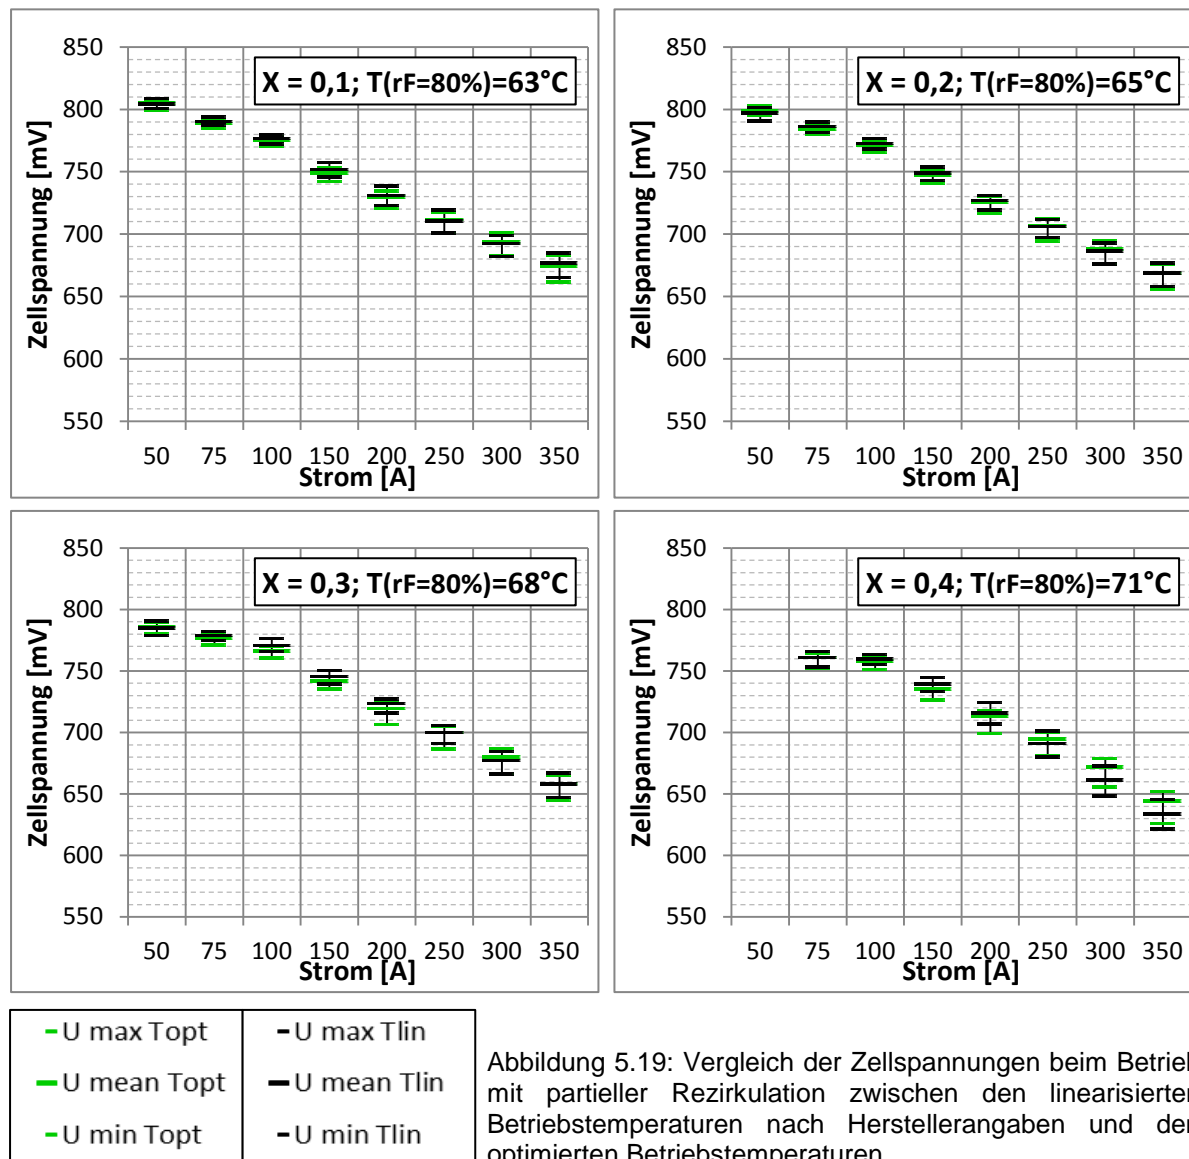 850
800
750
700
650
600
550
Zellspannung [mV]
X = 0,1; T(rF=80%)=63°C
50 75 100 150 200 250 300 350
Strom [A]
850
800
750
700
650
600
550
Zellspannung [mV]
X = 0,2; T(rF=80%)=65°C
50 75 100 150 200 250 300 350
Strom [A]
850
800
750
700
650
600
550
Zellspannung [mV]
X = 0,3; T(rF=80%)=68°C
50 75 100 150 200 250 300 350
Strom [A]
850
800
750
700
650
600
550
Zellspannung [mV]
X = 0,4; T(rF=80%)=71°C
50 75 100 150 200 250 300 350
Strom [A]
U max Topt
U mean Topt
U min Topt
U max Tlin
U mean Tlin
U min Tlin
Abbildung 5.19: Vergleich der Zellspannungen beim
mit partieller Rezirkulation zwischen den
Betriebstemperaturen nach Herstellerangaben und
optimierten Betriebstemperaturen